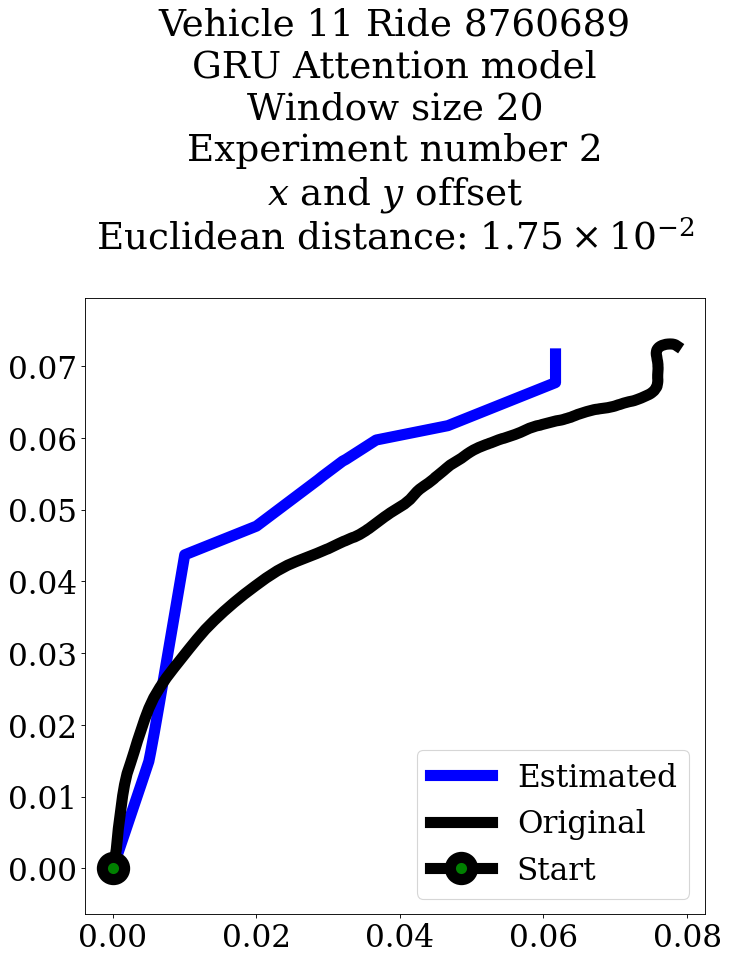 Vehicle 11 Ride 8760689
GRU Attention model
Window size 20
Experiment number 2
x and y offset
Euclidean distance: 1.75 × 10⁻²
0.07
0.06
0.05
0.04
0.03
0.02
0.01
0.00
Estimated
Original
Start
0.00 0.02 0.04 0.06 0.08